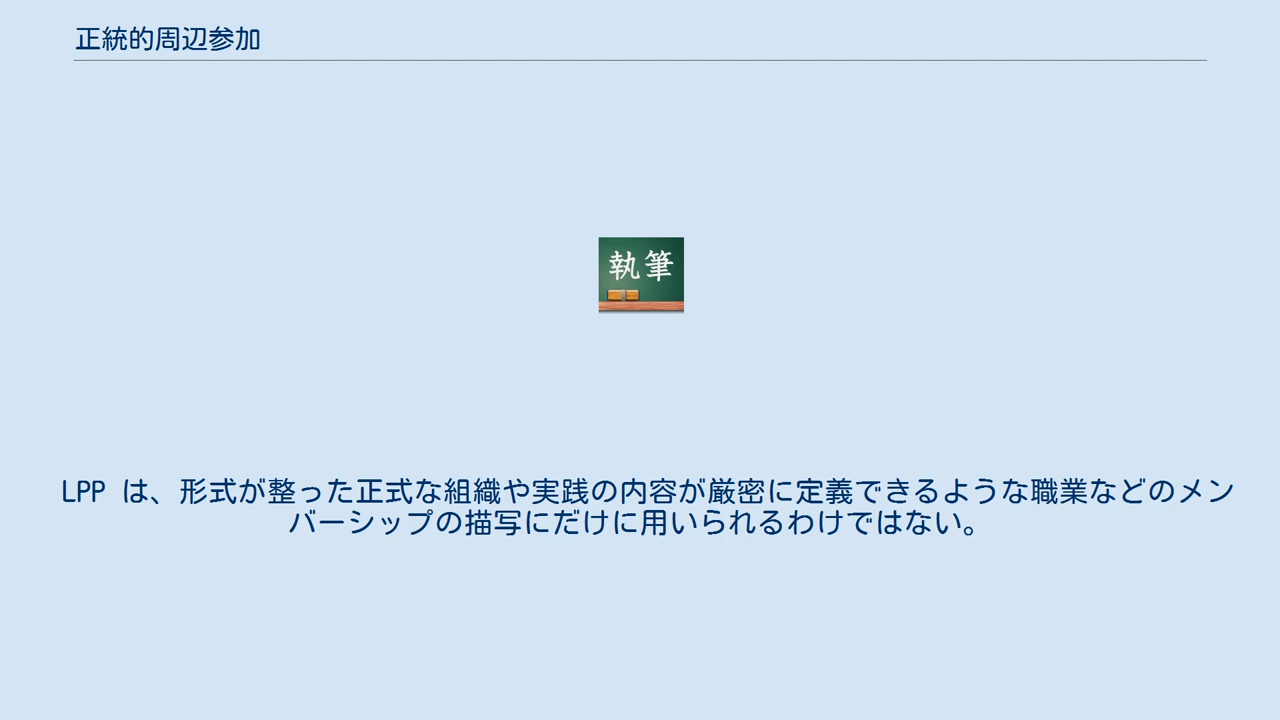 正統的周辺参加
執筆
LPP は、形式が整った正式な組織や実践の内容が厳密に定義できるような職業などのメン
バーシップの描写にだけに用いられるわけではない。